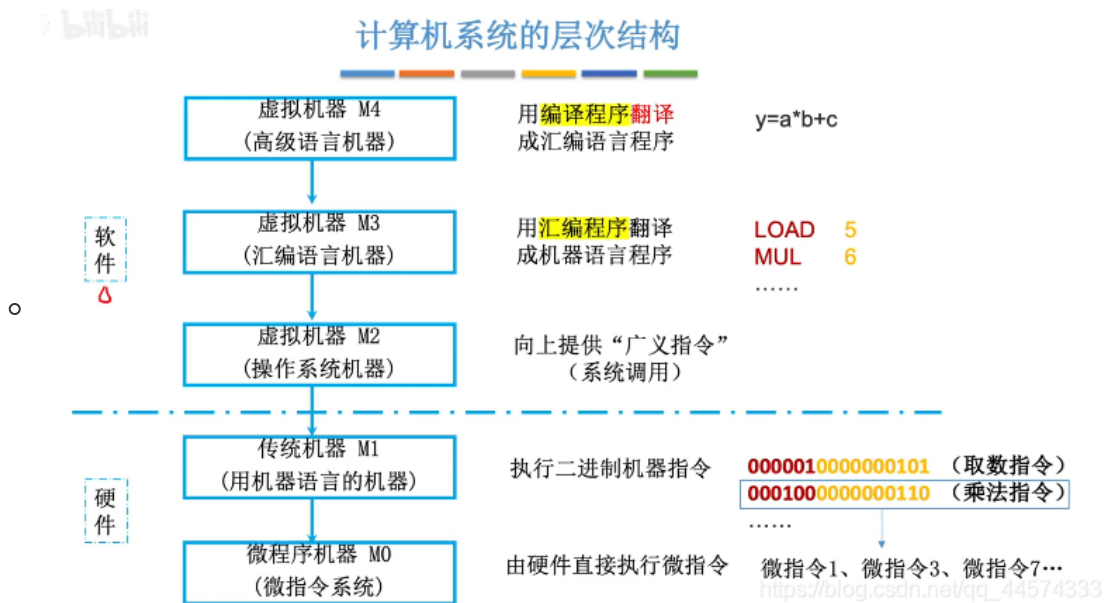 bilibili
计算机系统的层次结构
虚拟机器 M4
(高级语言机器)
用编译程序翻译
成汇编语言程序
y=a*b+c
软
件
虚拟机器 M3
(汇编语言机器)
用汇编程序翻译
成机器语言程序
LOAD 5
MUL 6
……
虚拟机器 M2
(操作系统机器)
向上提供“广义指令”
（系统调用）
硬
件
传统机器 M1
(用机器语言的机器)
执行二进制机器指令
0000010000000101 （取数指令）
0001000000000110 （乘法指令）
……
微程序机器 M0
(微指令系统)
由硬件直接执行微指令
微指令1、微指令3、微指令7…
https://blog.csdn.net/qq_44574333